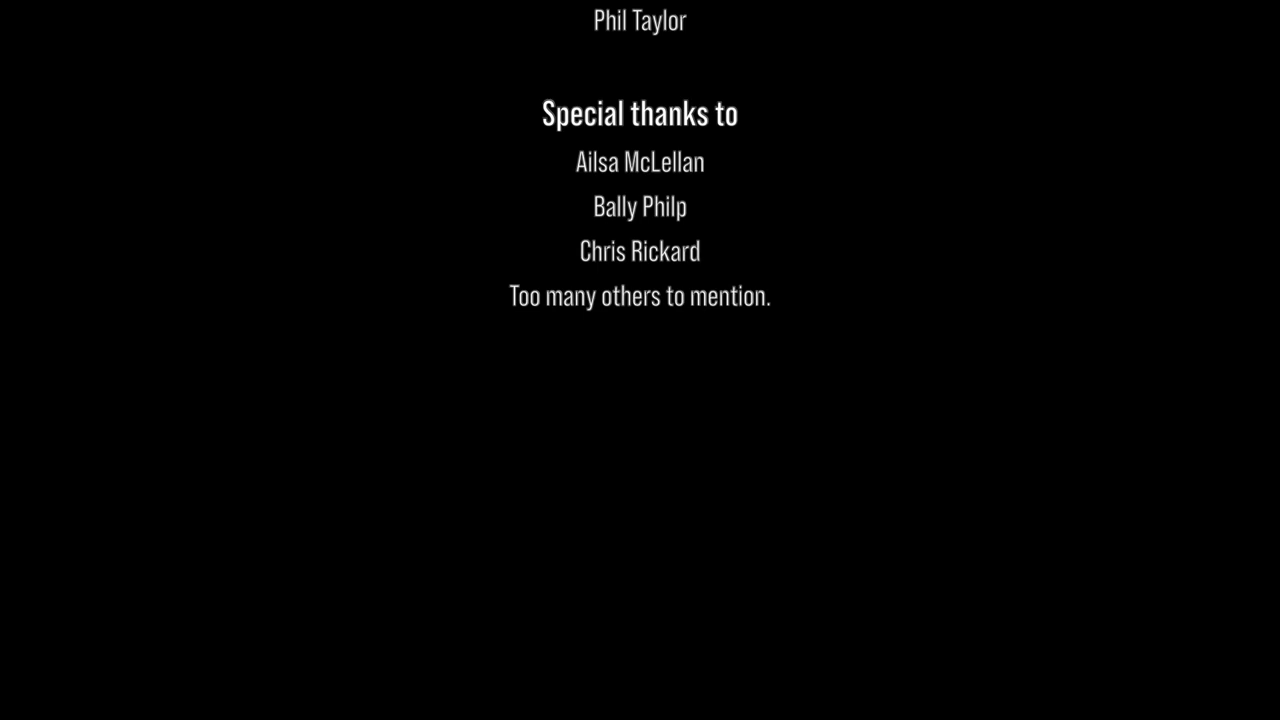 Phil Taylor
Special thanks to
Ailsa McLellan
Bally Philp
Chris Rickard
Too many others to mention.